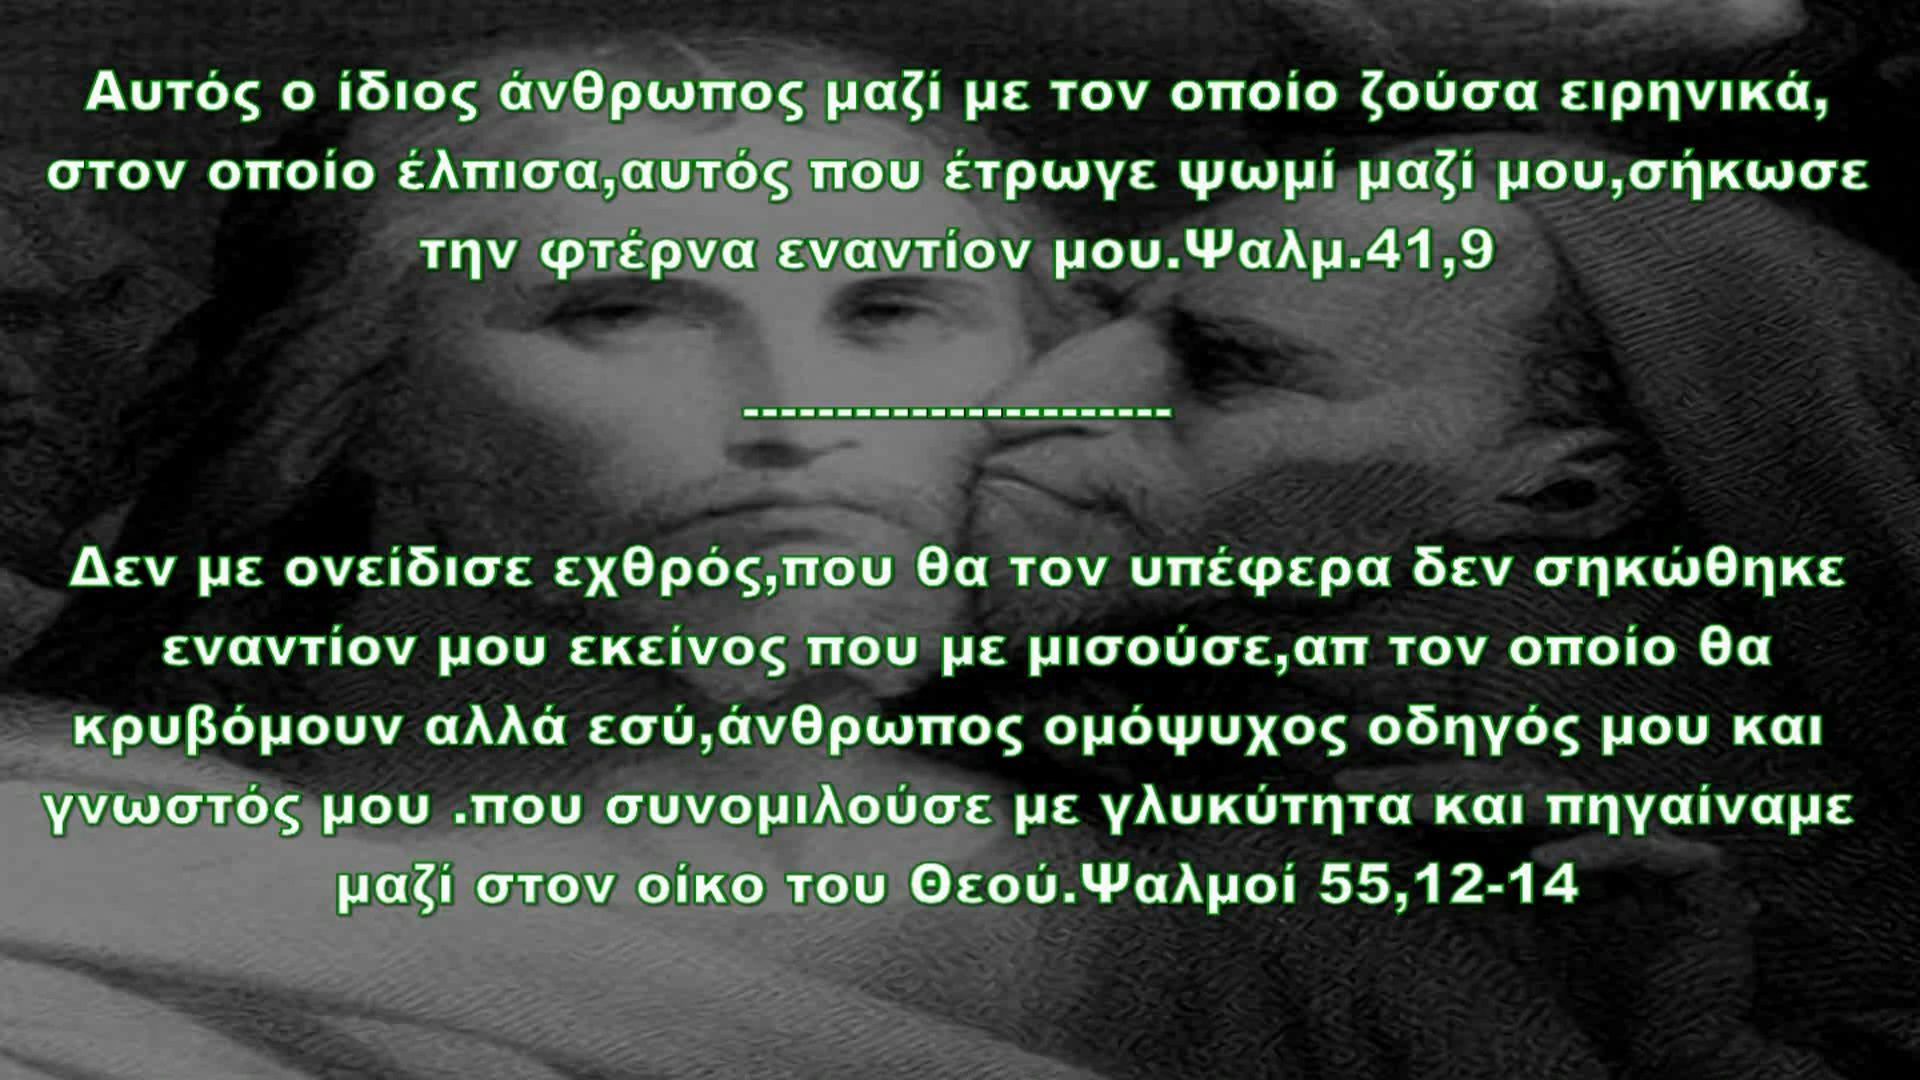 Αυτός ο ίδιος άνθρωπος μαζί με τον οποίο ζούσα ειρηνικά,
στον οποίο έλπισα,αυτός που έτρωγε ψωμί μαζί μου,σήκωσε
την φτέρνα εναντίον μου.Ψαλμ.41,9
-----------------------
Δεν με ονείδισε εχθρός,που θα τον υπέφερα δεν σηκώθηκε
εναντίον μου εκείνος που με μισούσε,απ τον οποίο θα
κρυβόμουν αλλά εσύ,άνθρωπος ομόψυχος οδηγός μου και
γνωστός μου .που συνομιλούσε με γλυκύτητα και πηγαίναμε
μαζί στον οίκο του Θεού.Ψαλμοί 55,12-14